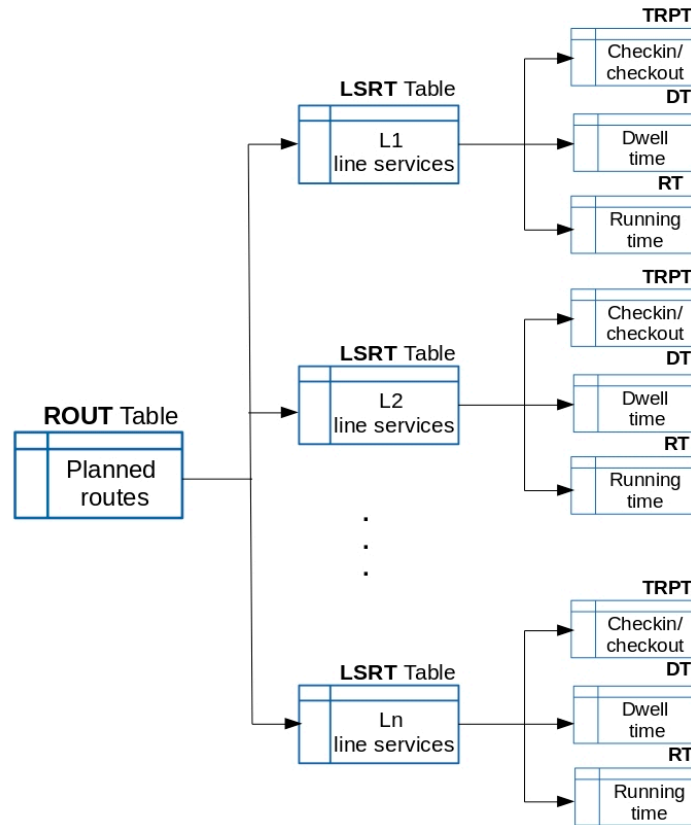 TRPT
Checkin/
checkout
LSRT Table
DT
L1
line services
Dwell
time
RT
Running
time
TRPT
Checkin/
checkout
LSRT Table
DT
L2
line services
Dwell
time
ROUT Table
RT
Planned
routes
Running
time
.
.
.
TRPT
Checkin/
checkout
LSRT Table
DT
Ln
line services
Dwell
time
RT
Running
time